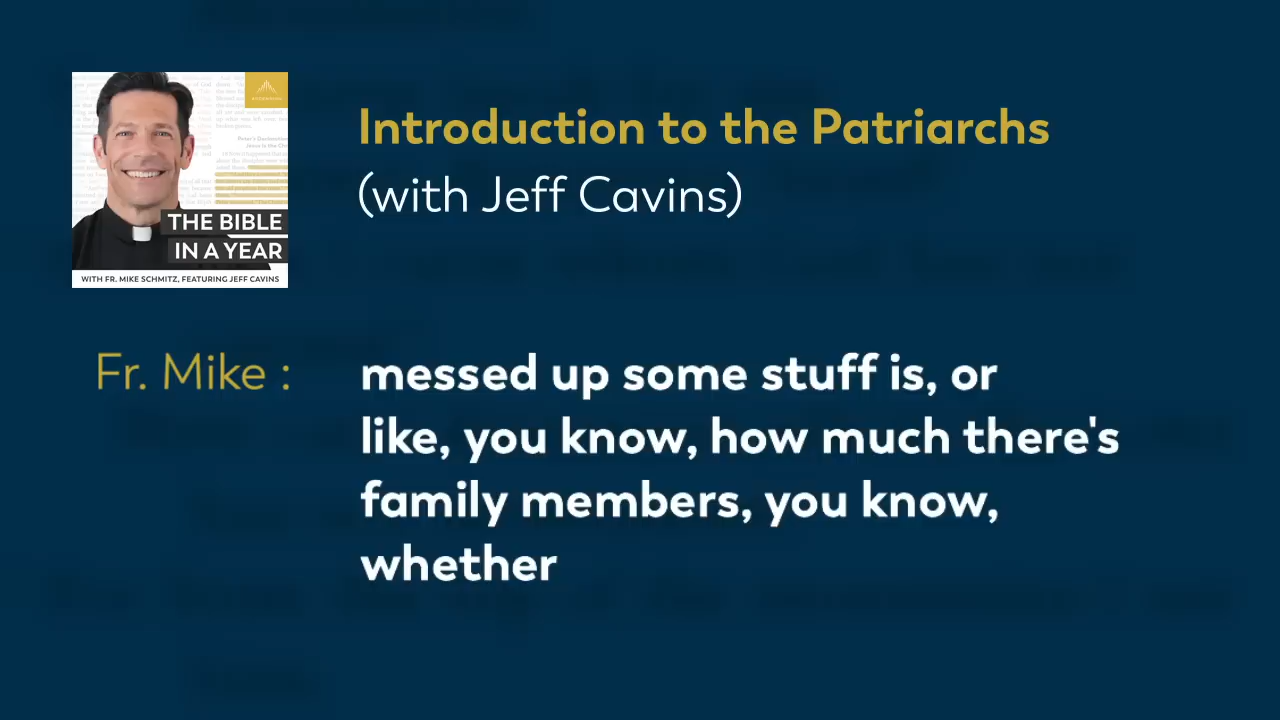 Introduction to the Patriarchs
(with Jeff Cavins)
THE BIBLE
IN A YEAR
WITH FR. MIKE SCHMITZ, FEATURING JEFF CAVINS
Fr. Mike :
messed up some stuff is, or
like, you know, how much there's
family members, you know,
whether